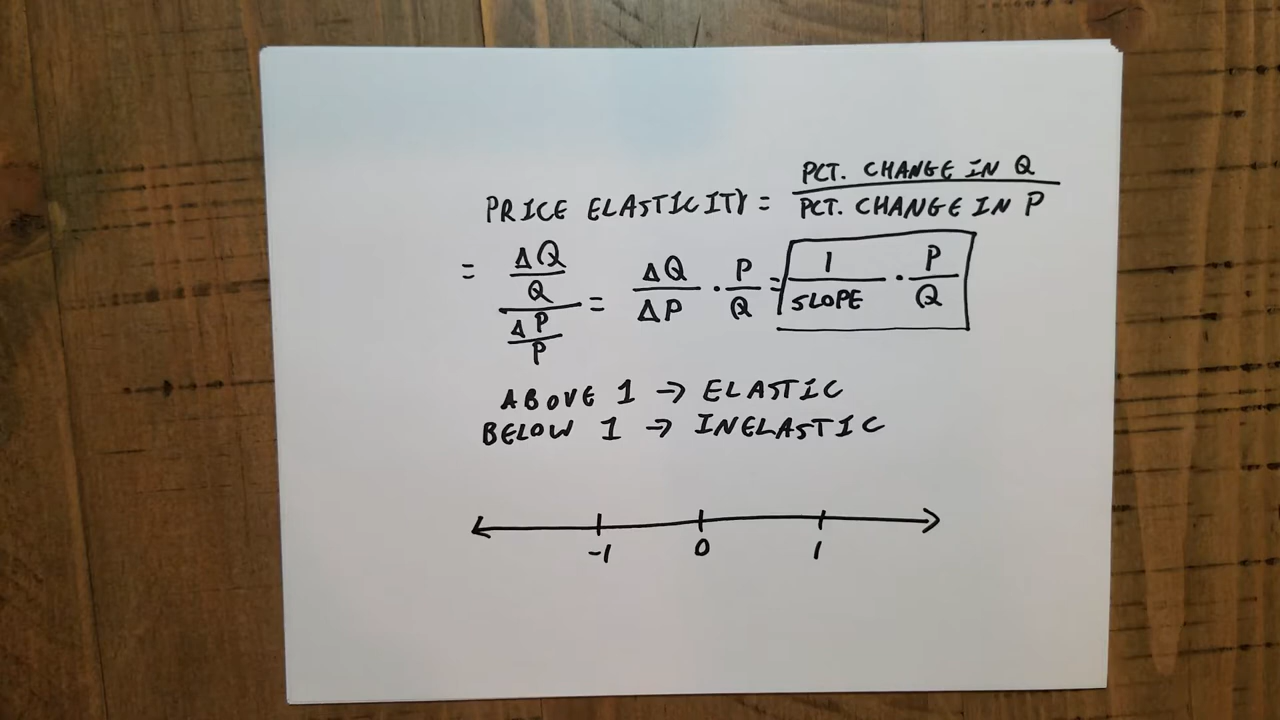 PRICE ELASTICITY = PCT. CHANGE IN Q / PCT. CHANGE IN P
= ΔQ/Q / ΔP/P = ΔQ/ΔP · P/Q = 1/SLOPE · P/Q
ABOVE 1 → ELASTIC
BELOW 1 → INELASTIC
-1 0 1